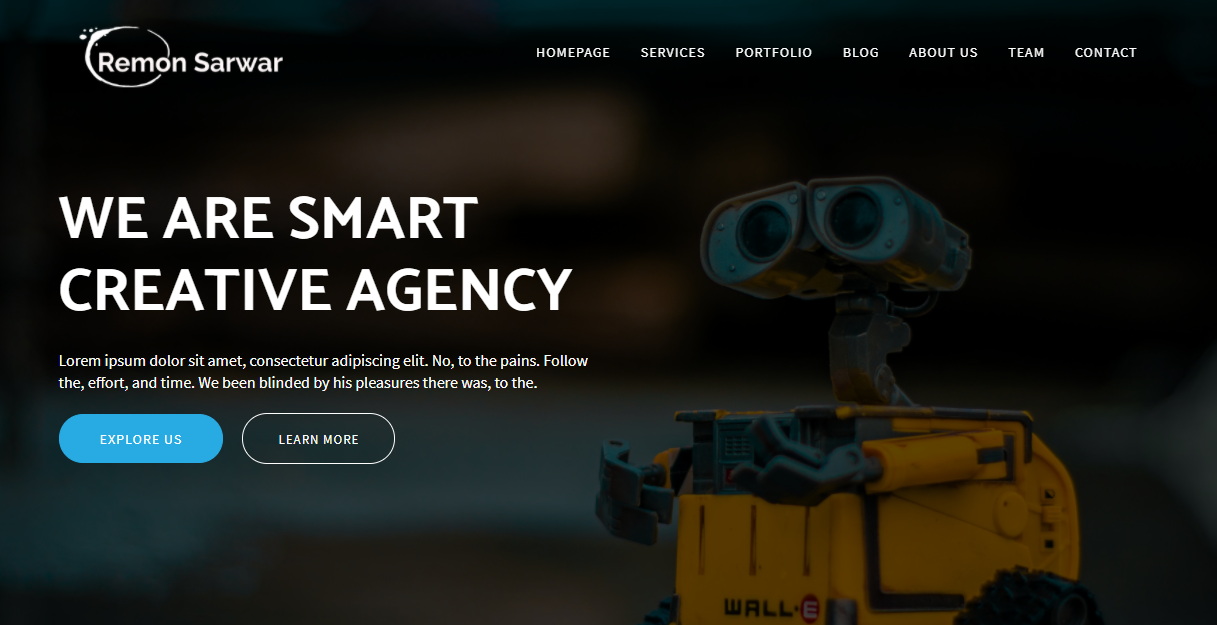 Remon Sarwar
HOMEPAGE SERVICES PORTFOLIO BLOG ABOUT US TEAM CONTACT
WE ARE SMART
CREATIVE AGENCY
Lorem ipsum dolor sit amet, consectetur adipiscing elit. No, to the pains. Follow
the, effort, and time. We been blinded by his pleasures there was, to the.
EXPLORE US LEARN MORE
WALL·E